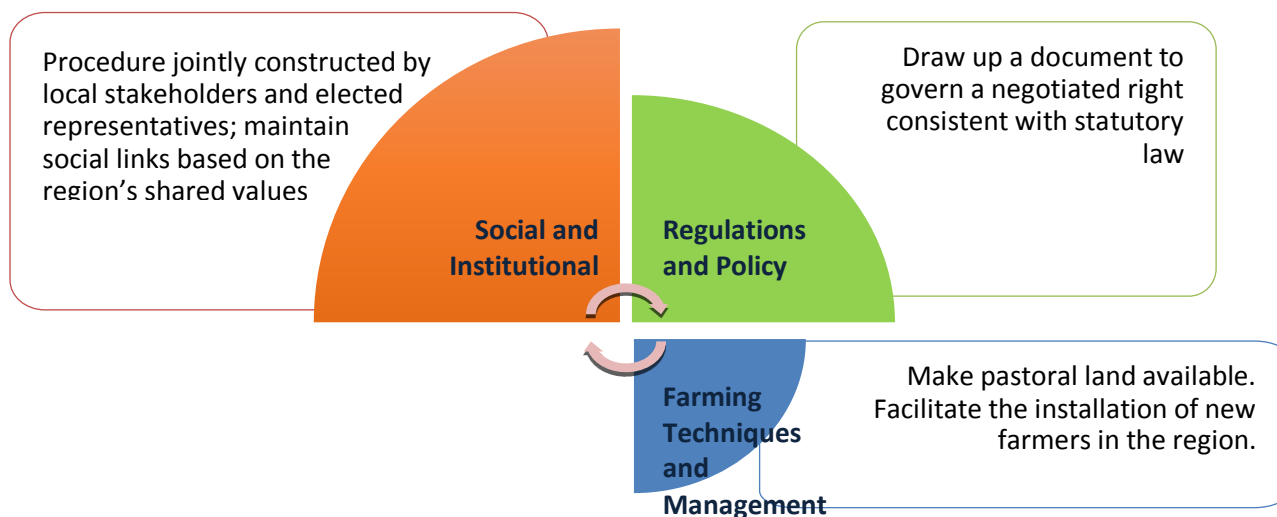 Procedure jointly constructed by
local stakeholders and elected
representatives; maintain
social links based on the
region’s shared values
Social and
Institutional
Draw up a document to
govern a negotiated right
consistent with statutory
law
Regulations
and Policy
Make pastoral land available.
Facilitate the installation of new
farmers in the region.
Farming
Techniques
and
Management